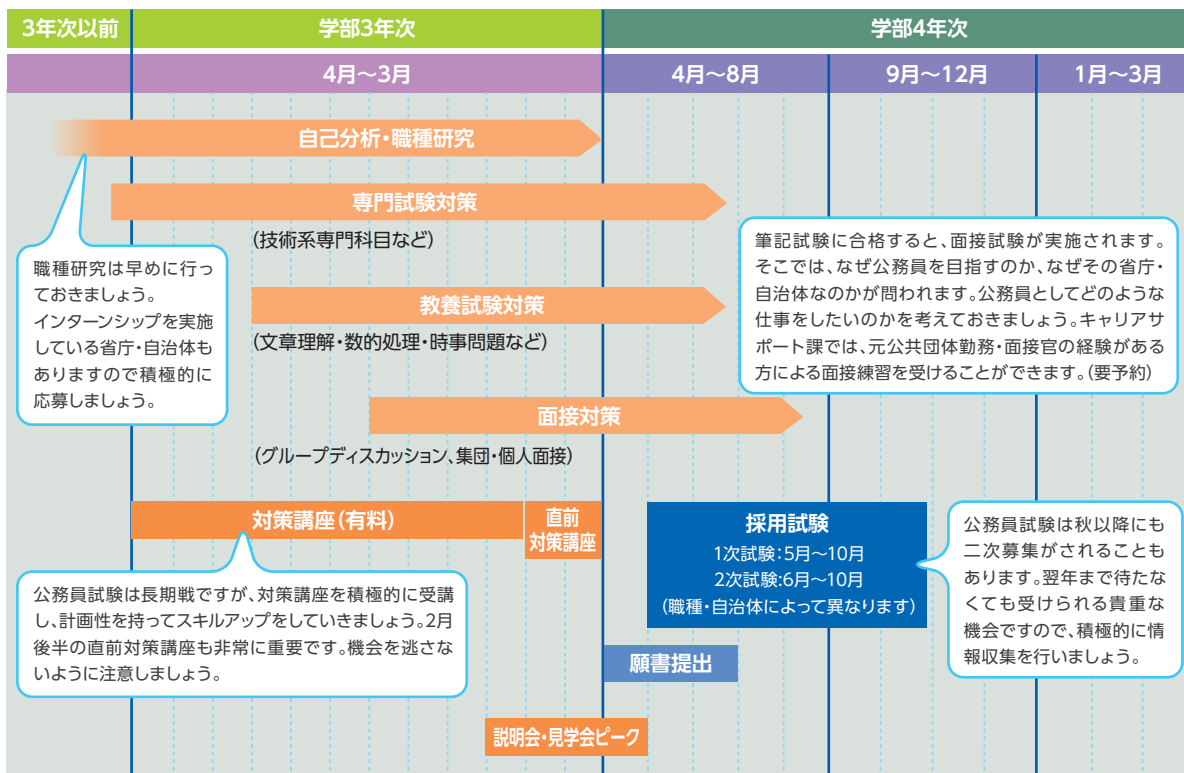 3年次以前
学部3年次
学部4年次
4月～3月
4月～8月
9月～12月
1月～3月
自己分析・職種研究
専門試験対策
(技術系専門科目など)
職種研究は早めに行っ
ておきましょう。
インターンシップを実施
している省庁・自治体も
ありますので積極的に
応募しましょう。
教養試験対策
(文章理解・数的処理・時事問題など)
筆記試験に合格すると、面接試験が実施されます。
そこでは、なぜ公務員を目指すのか、なぜその省庁・
自治体なのかが問われます。公務員としてどのような
仕事をしたいのかを考えておきましょう。キャリアサ
ポート課では、元公共団体勤務・面接官の経験がある
方による面接練習を受けることができます。(要予約)
面接対策
(グループディスカッション、集団・個人面接)
対策講座(有料)
直前
対策講座
公務員試験は長期戦ですが、対策講座を積極的に受講
し、計画性を持ってスキルアップをしていきましょう。2月
後半の直前対策講座も非常に重要です。機会を逃さな
いように注意しましょう。
採用試験
1次試験:5月～10月
2次試験:6月～10月
(職種・自治体によって異なります)
公務員試験は秋以降にも
二次募集がされることも
あります。翌年まで待たな
くても受けられる貴重な
機会ですので、積極的に情
報収集を行いましょう。
願書提出
説明会・見学会ピーク